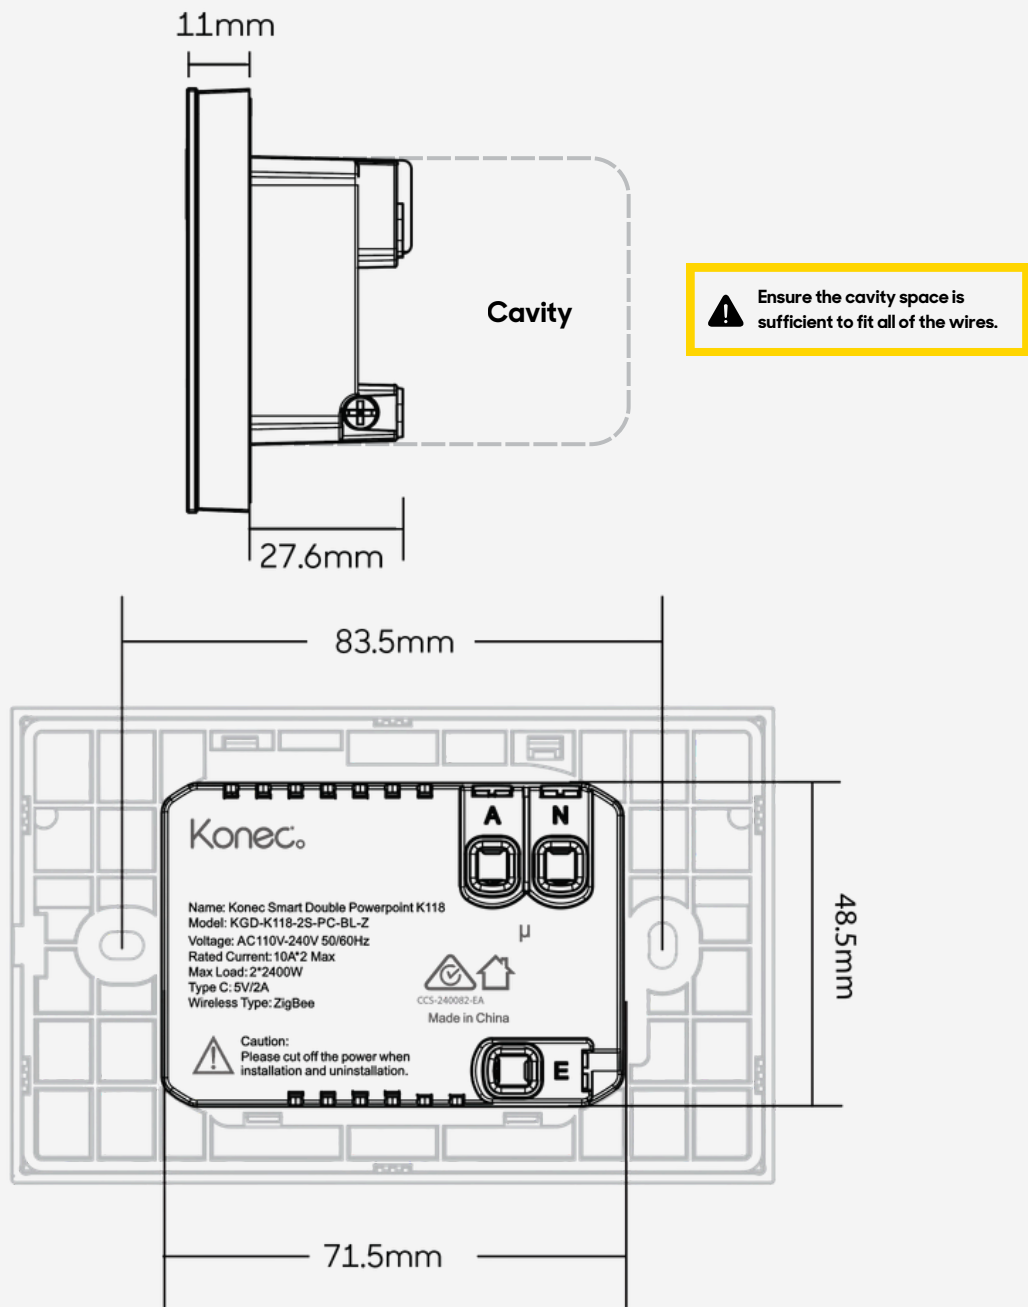 11mm
Cavity
Ensure the cavity space is
sufficient to fit all of the wires.
27.6mm
83.5mm
A N
Konec
Name: Konec Smart Double Powerpoint K118
Model: KGD-K118-2S-PC-BL-Z
Voltage: AC110V-240V 50/60Hz
Rated Current: 10A*2 Max
Max Load: 2*2400W
Type C: 5V/2A
Wireless Type: ZigBee
μ
CCS-240082-EA
Made in China
48.5mm
Caution:
Please cut off the power when
installation and uninstallation.
E
71.5mm